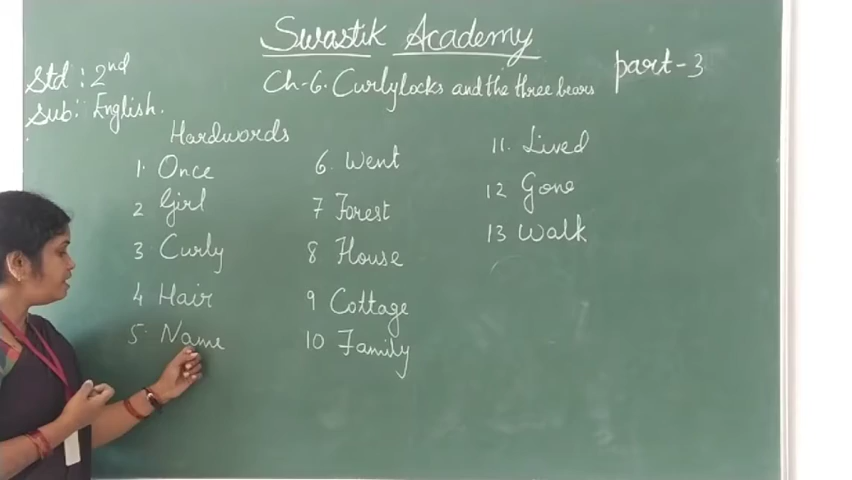 Swastik Academy
Std : 2nd
Sub: English.
Ch-6. Curlylocks and the three bears
part-3
Hardwords
1. Once
2 Girl
3 Curly
4 Hair
5. Name
6. Went
7 Forest
8 House
9 Cottage
10 Family
11. Lived
12 Gone
13 Walk